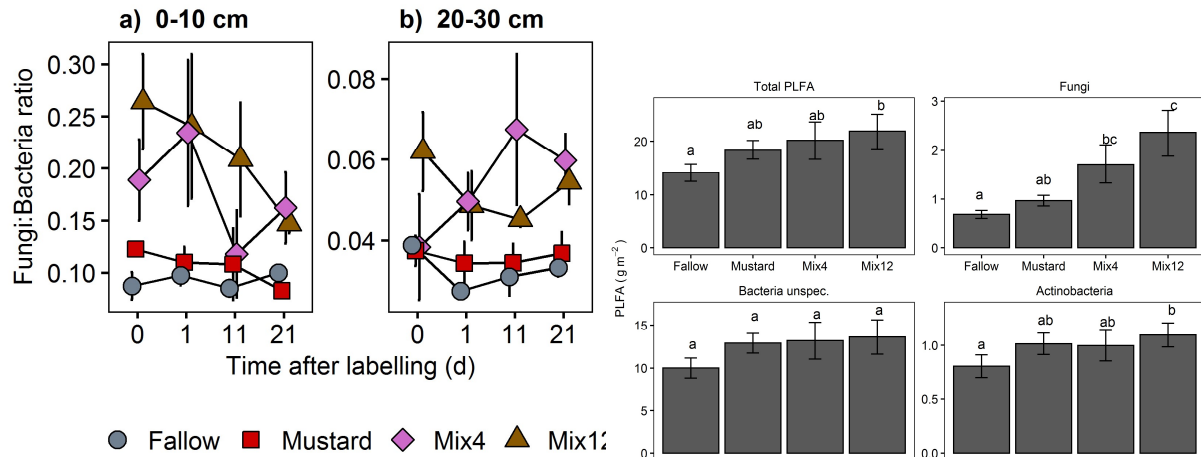 a) 0-10 cm
b) 20-30 cm
Fungi:Bacteria ratio
0.30
0.25
0.20
0.15
0.10
0.08
0.06
0.04
0 1 11 21
0 1 11 21
Time after labelling (d)
Fallow Mustard Mix4 Mix12
PLFA (g m⁻²)
Total PLFA
20
10
0
a ab ab b
Fallow Mustard Mix4 Mix12
Fungi
3
2
1
0
a ab bc c
Fallow Mustard Mix4 Mix12
Bacteria unspec.
15
10
5
0
a a a a
Actinobacteria
1.0
0.5
0.0
a ab ab b